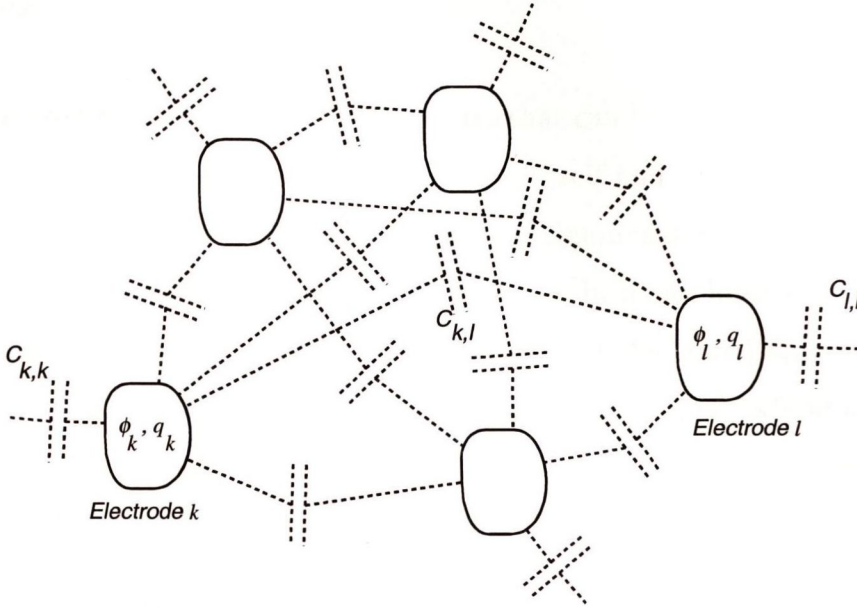 C_{k,l}
C_{l,l}
C_{k,k}
ϕ_l, q_l
ϕ_k, q_k
Electrode l
Electrode k